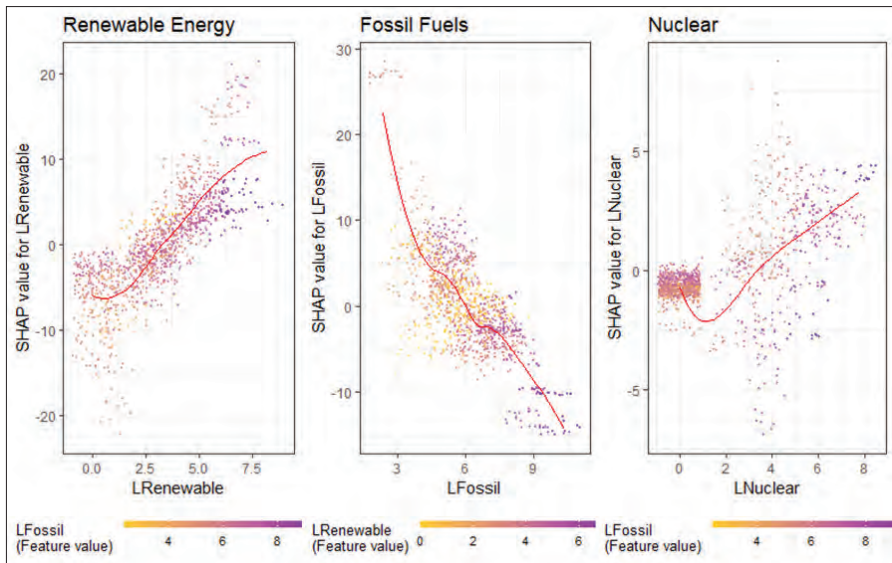 Renewable Energy
Fossil Fuels
Nuclear
SHAP value for LRenewable
20
10
0
-10
-20
0.0 2.5 5.0 7.5
LRenewable
SHAP value for LFossil
30
20
10
0
-10
3 6 9
LFossil
SHAP value for LNuclear
5
0
-5
0 2 4 6 8
LNuclear
LFossil
(Feature value)
4 6 8
LRenewable
(Feature value)
0 2 4 6
LFossil
(Feature value)
4 6 8